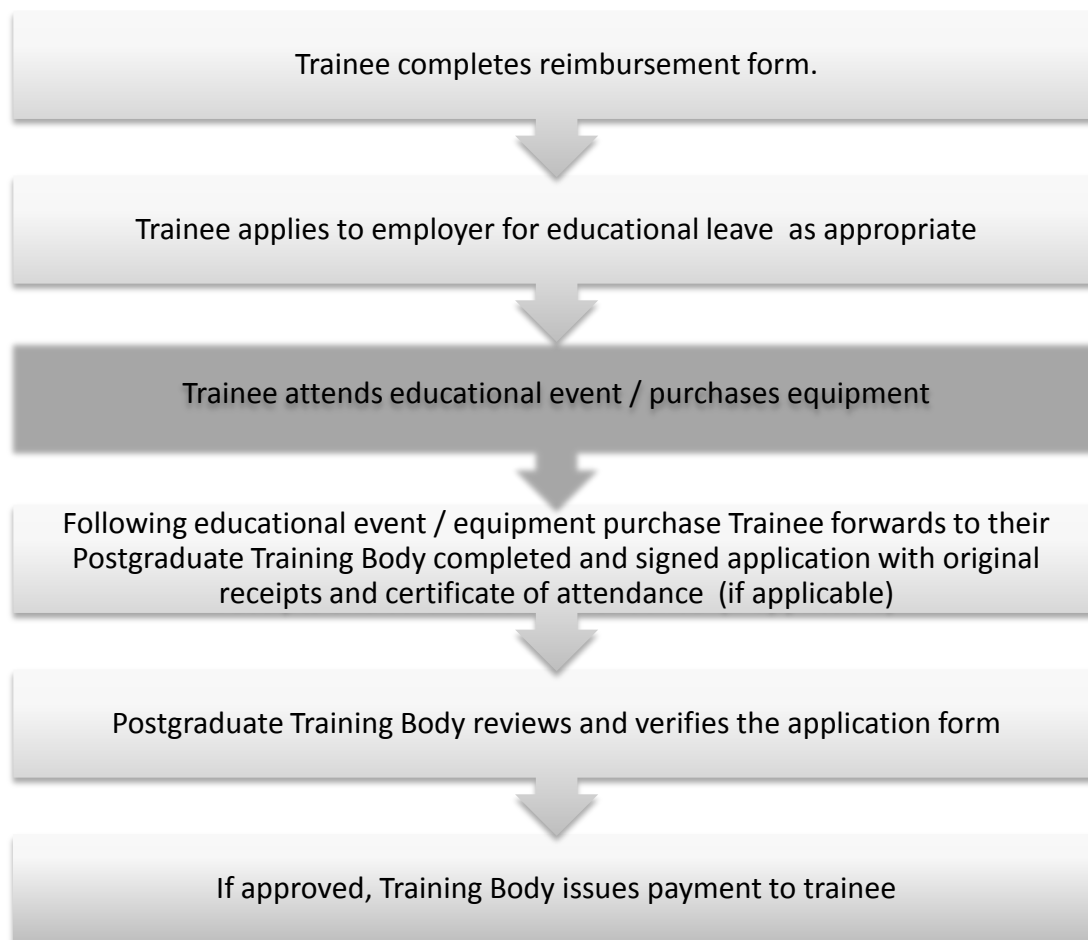 Trainee completes reimbursement form.
Trainee applies to employer for educational leave  as appropriate
Trainee attends educational event / purchases equipment
Following educational event / equipment purchase Trainee forwards to their
Postgraduate Training Body completed and signed application with original
receipts and certificate of attendance  (if applicable)
Postgraduate Training Body reviews and verifies the application form
If approved, Training Body issues payment to trainee